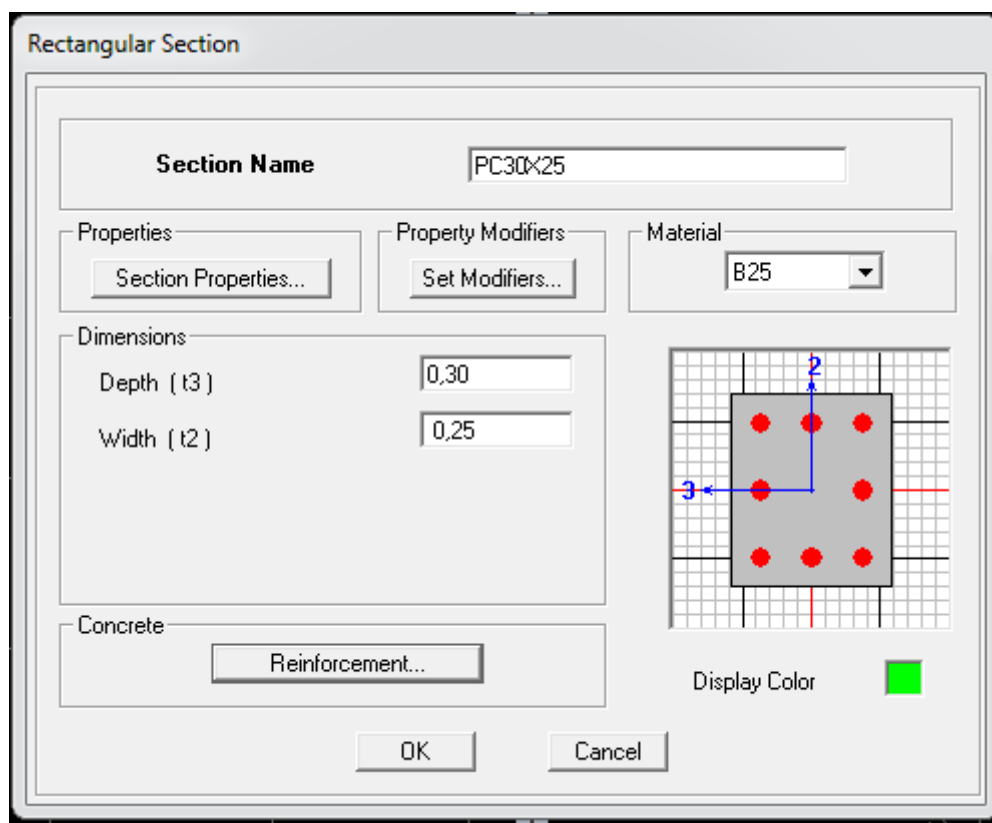 Rectangular Section
Section Name PC30X25
Properties Property Modifiers Material
Section Properties... Set Modifiers... B25
Dimensions
Depth ( t3 ) 0,30
Width ( t2 ) 0,25
2
3
Concrete
Reinforcement...
Display Color
OK Cancel